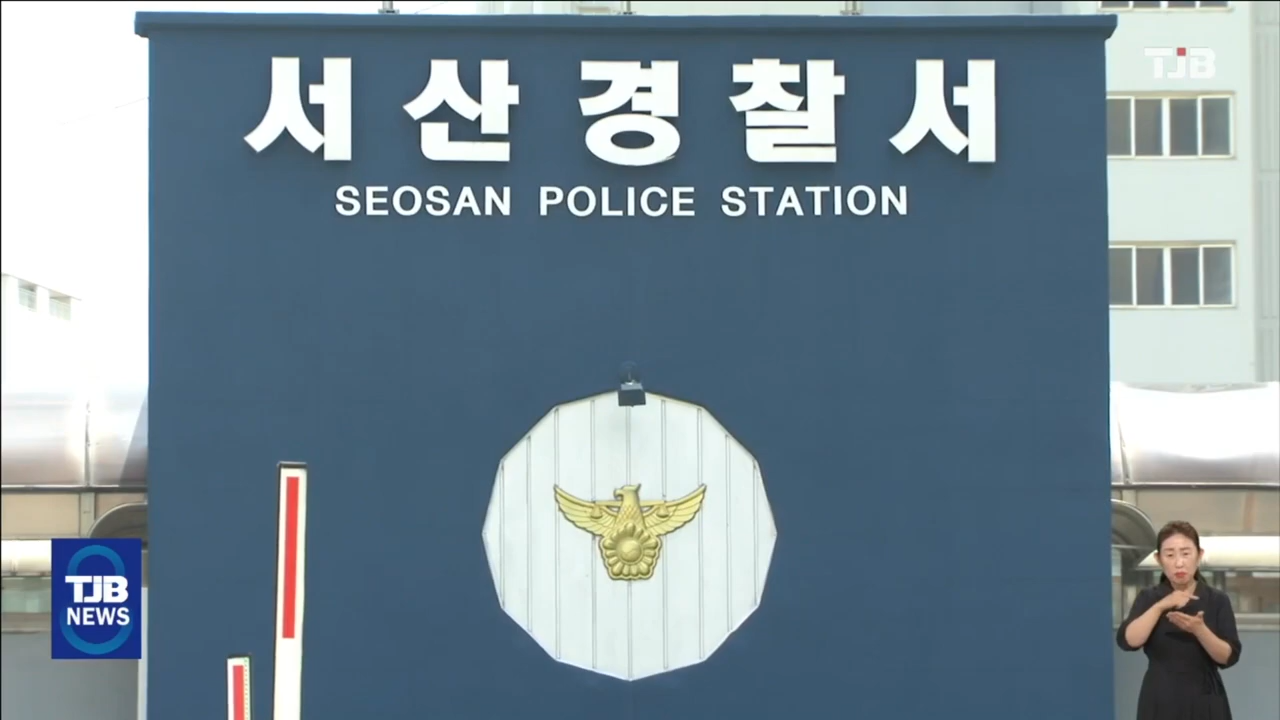 서산경찰서
SEOSAN POLICE STATION
TJB
TJB
NEWS